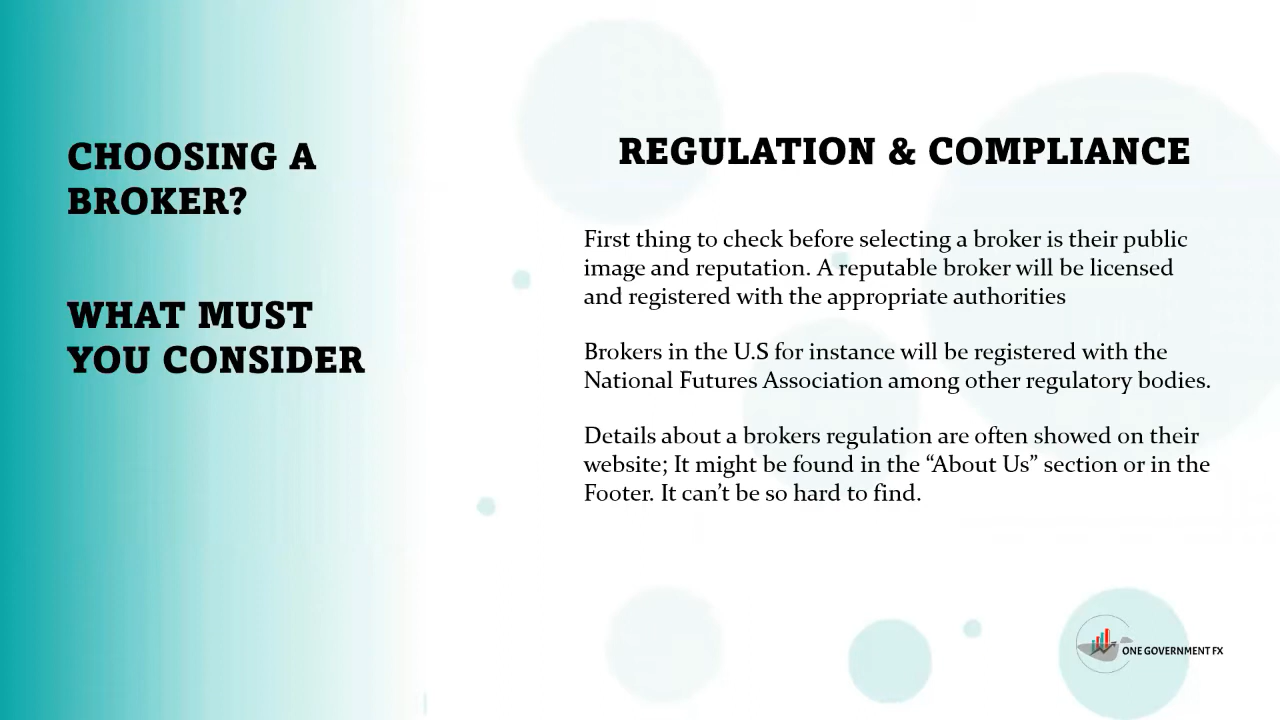 CHOOSING A
BROKER?
WHAT MUST
YOU CONSIDER
REGULATION & COMPLIANCE
First thing to check before selecting a broker is their public
image and reputation. A reputable broker will be licensed
and registered with the appropriate authorities
Brokers in the U.S for instance will be registered with the
National Futures Association among other regulatory bodies.
Details about a brokers regulation are often showed on their
website; It might be found in the “About Us” section or in the
Footer. It can’t be so hard to find.
ONE GOVERNMENT FX